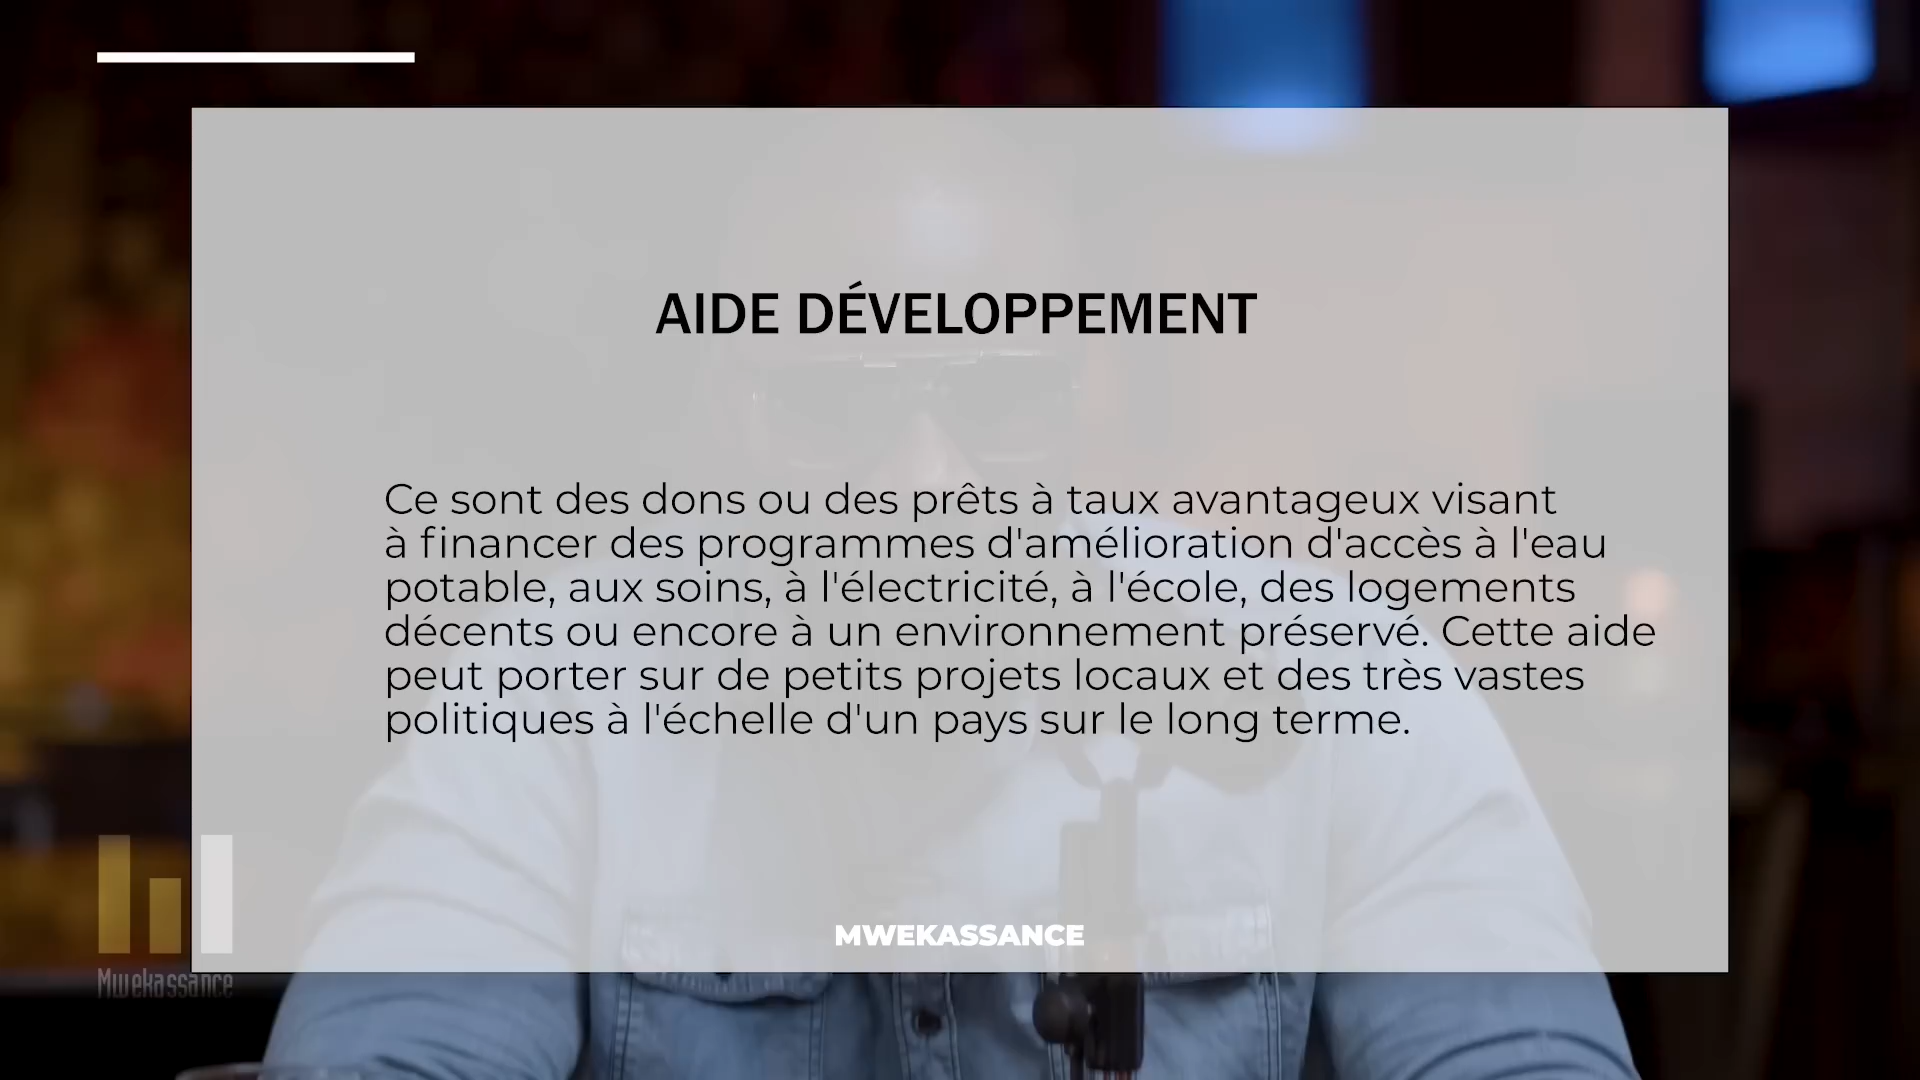 AIDE DÉVELOPPEMENT
Ce sont des dons ou des prêts à taux avantageux visant
à financer des programmes d'amélioration d'accès à l'eau
potable, aux soins, à l'électricité, à l'école, des logements
décents ou encore à un environnement préservé. Cette aide
peut porter sur de petits projets locaux et des très vastes
politiques à l'échelle d'un pays sur le long terme.
MWEKASSANCE
Mwekassance